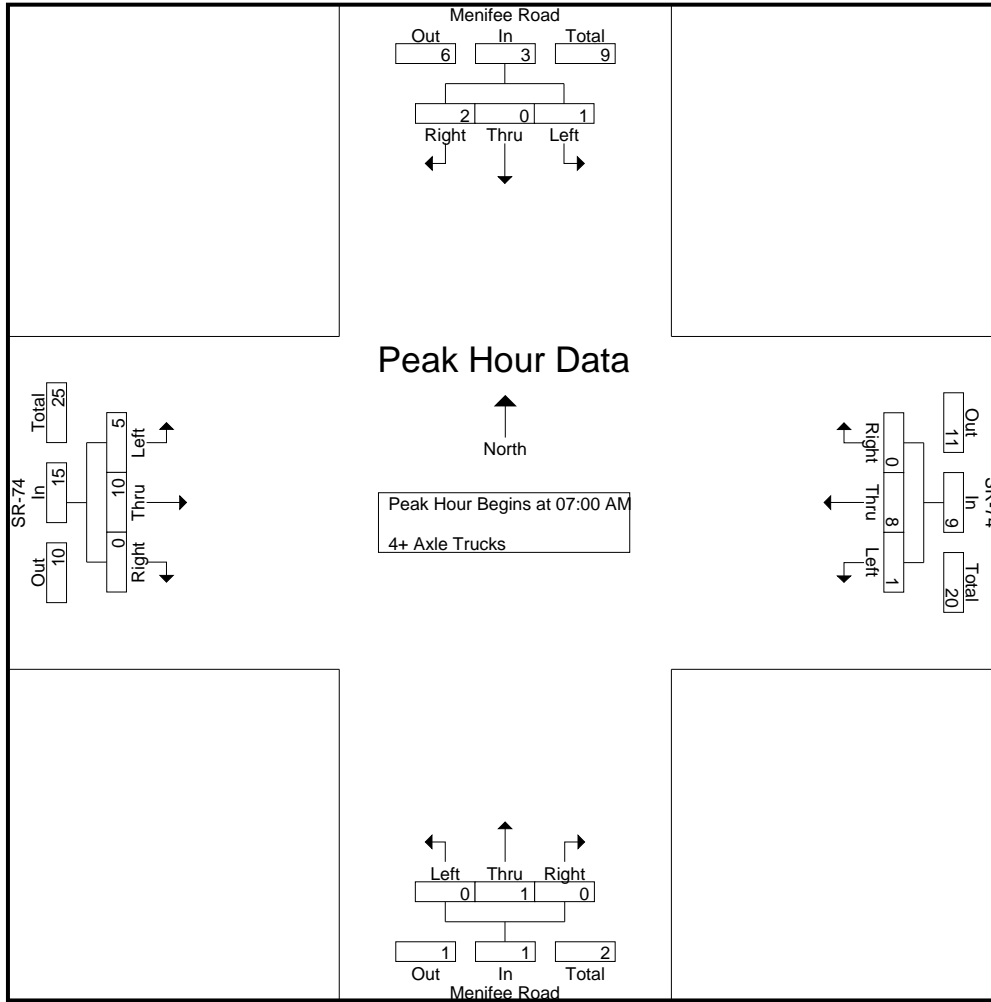 Menifee Road
Out In Total
6 3 9
2 0 1
Right Thru Left
Peak Hour Data
North
Peak Hour Begins at 07:00 AM
4+ Axle Trucks
SR-74
Total In Out
25 15 10
5 10 0
Left Thru Right
SR-74
Out In Total
11 9 20
0 8 1
Right Thru Left
Left Thru Right
0 1 0
1 1 2
Out In Total
Menifee Road